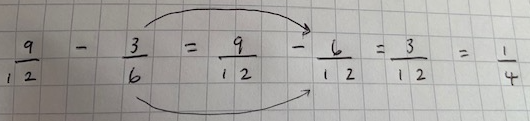 9/12 - 3/6 = 9/12 - 6/12 = 3/12 = 1/4